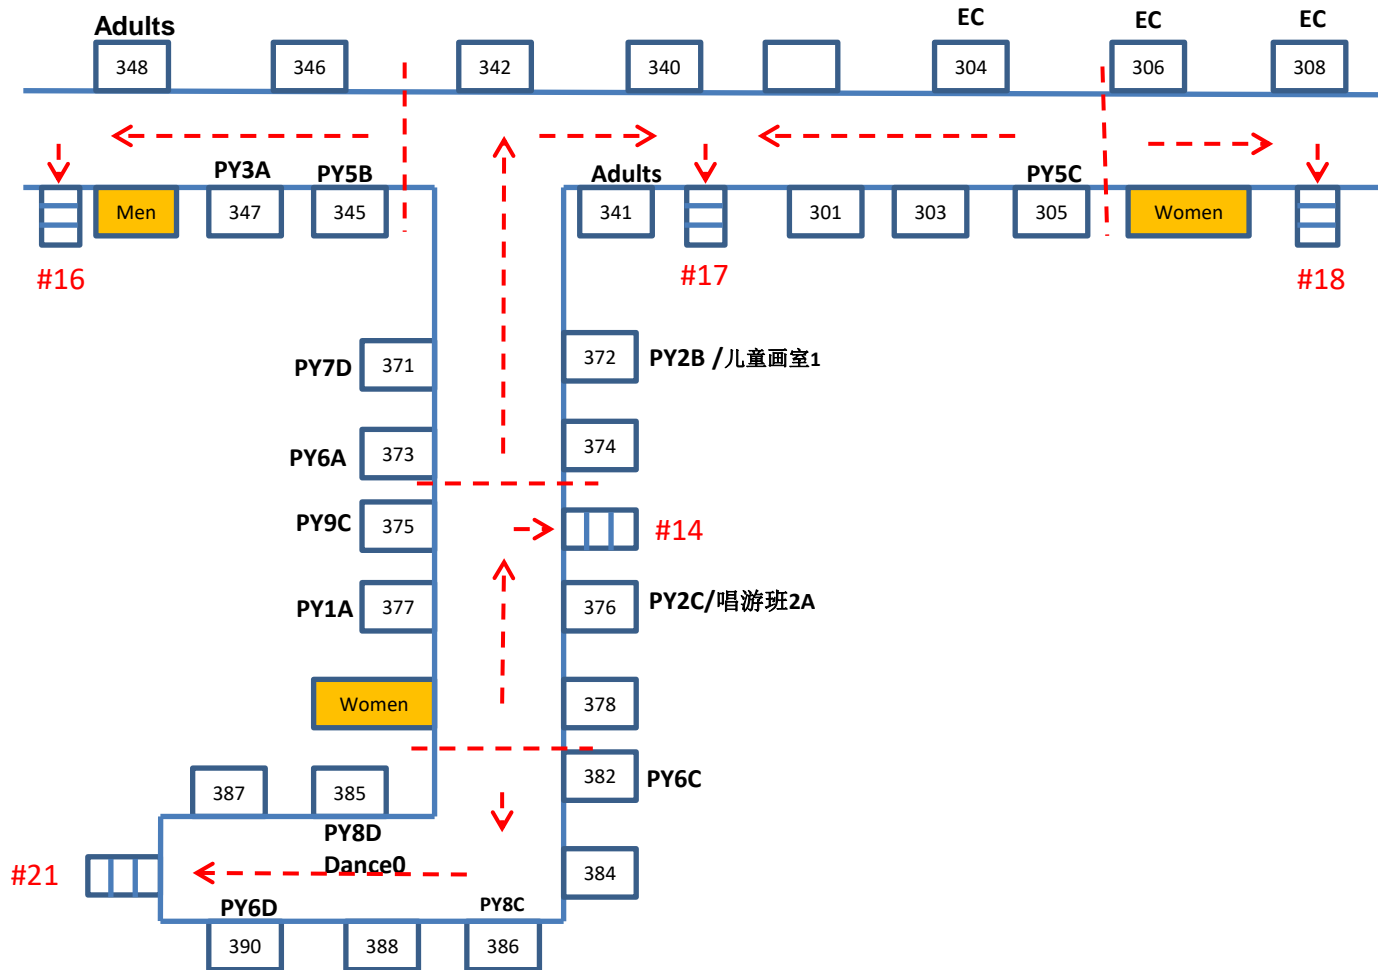 Adults
EC
EC
EC
348
346
342
340
304
306
308
PY3A
PY5B
Adults
PY5C
Men
347
345
341
301
303
305
Women
#16
#17
#18
PY7D
371
372
PY2B /儿童画室1
PY6A
373
374
PY9C
375
#14
PY1A
377
376
PY2C/唱游班2A
Women
378
382
PY6C
387
385
PY8D
Dance0
#21
384
PY6D
PY8C
390
388
386